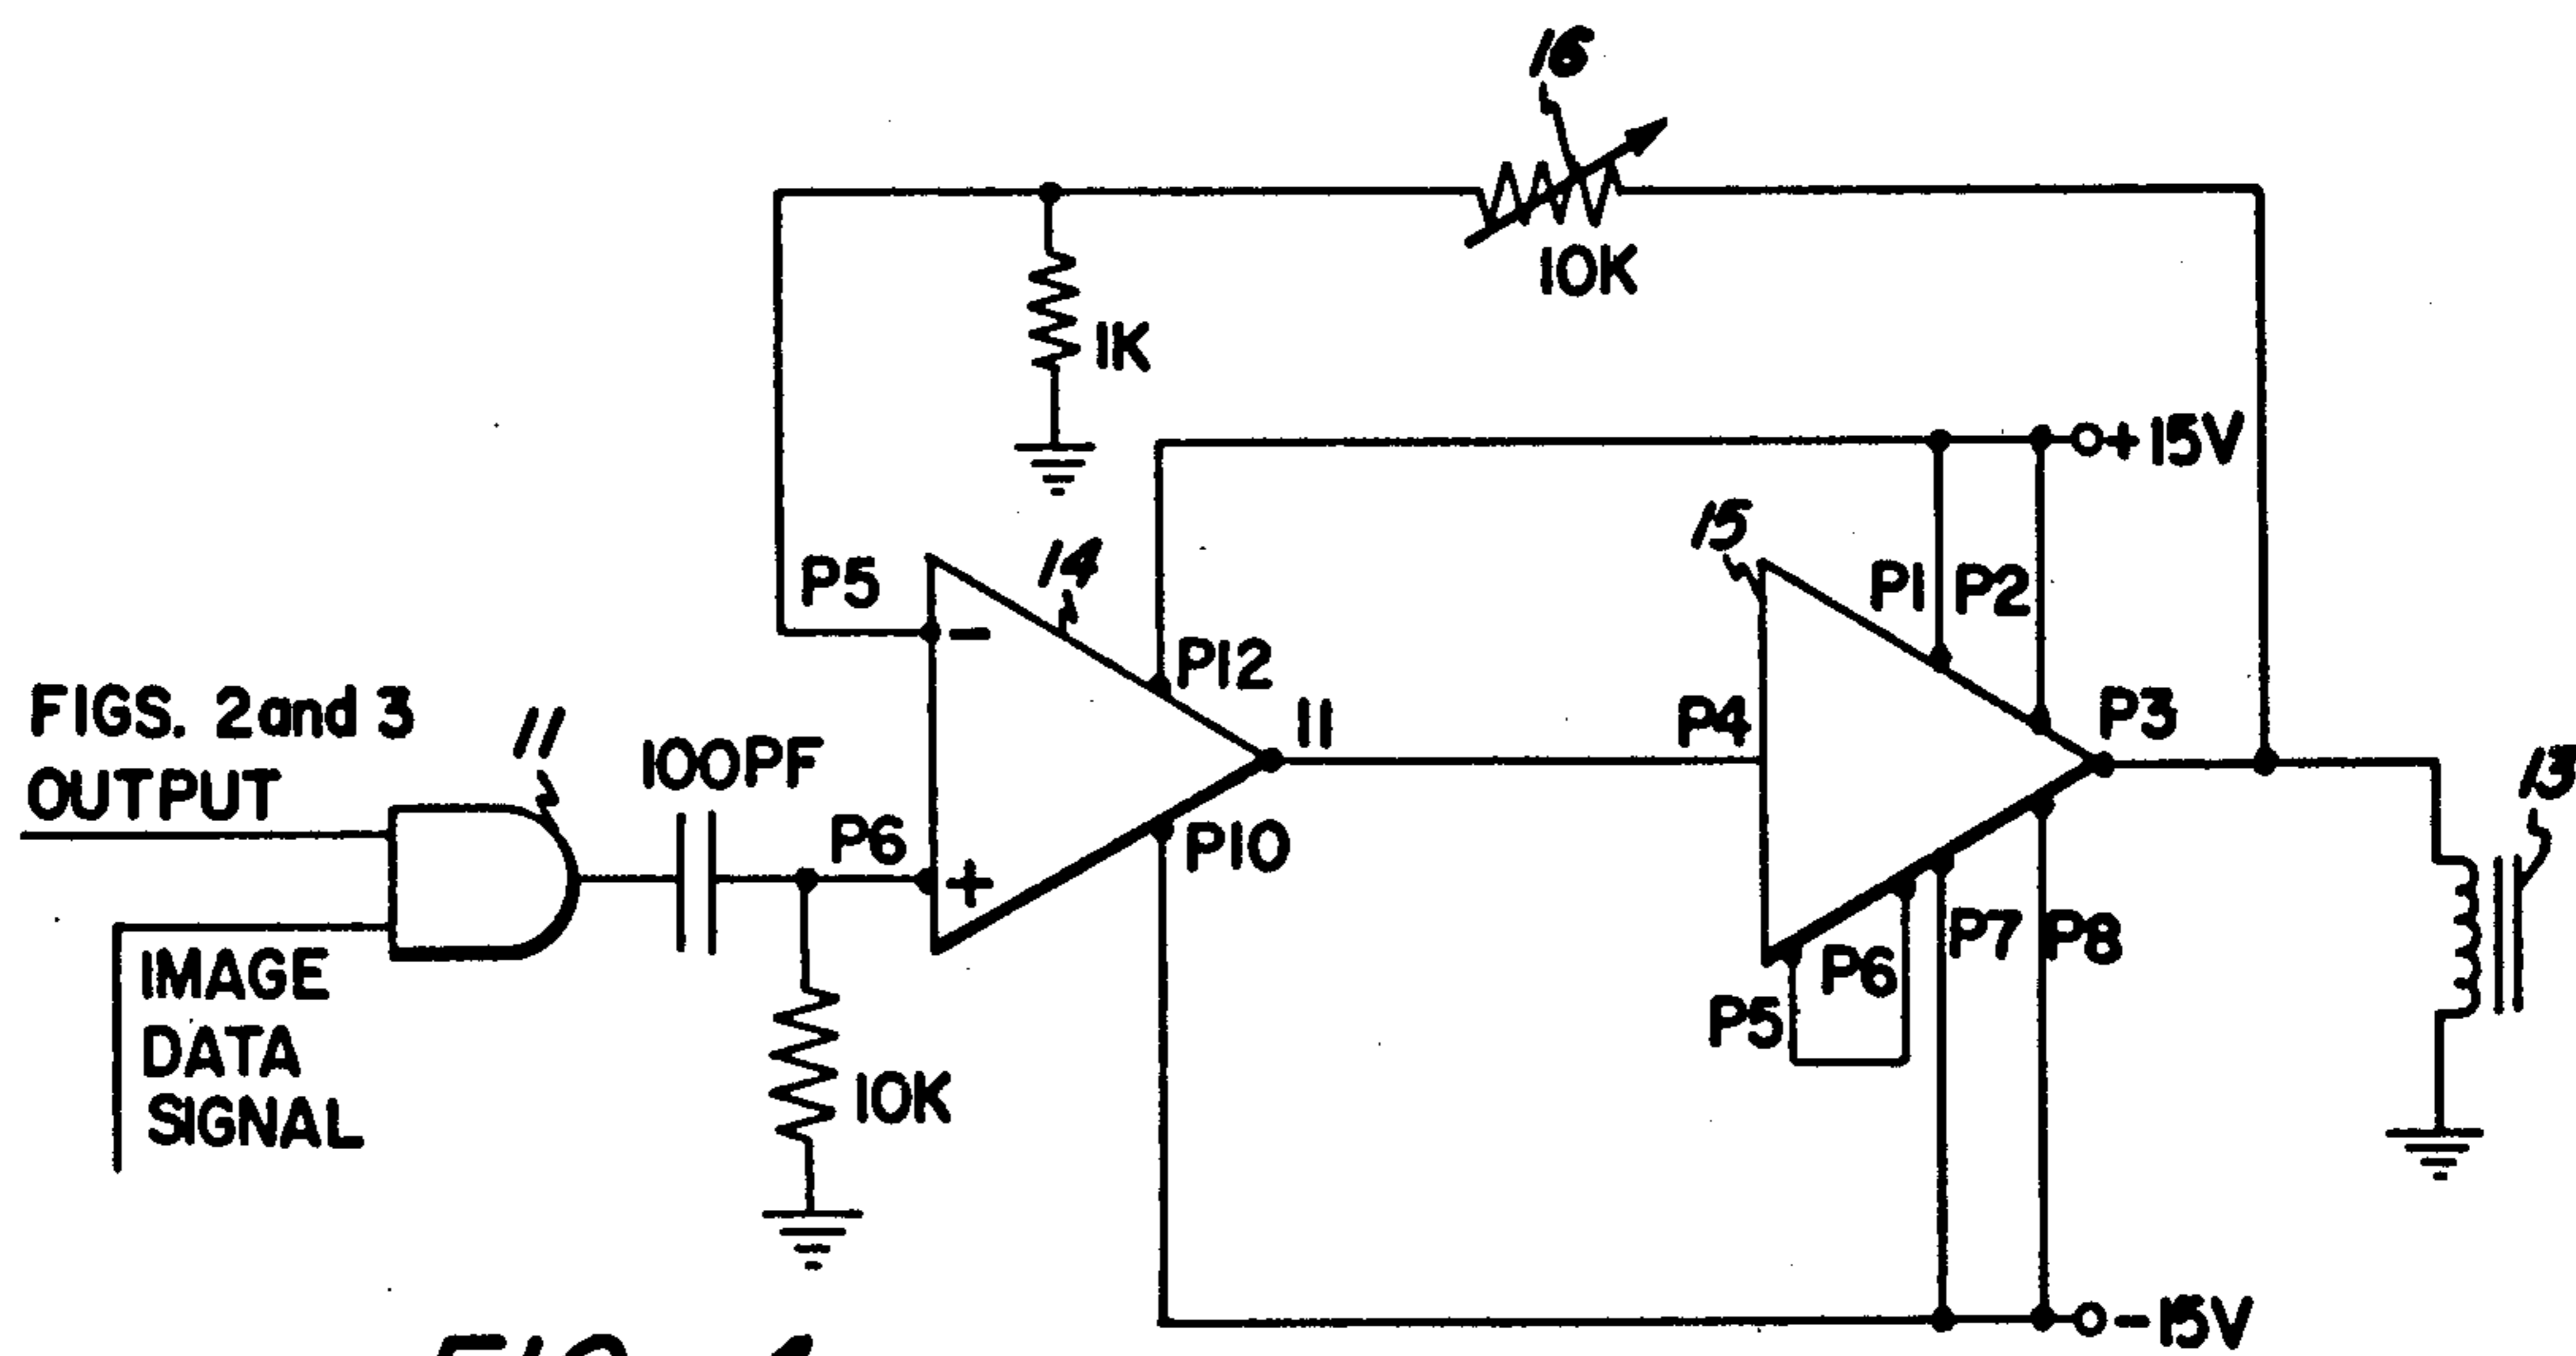 16
10K
1K
+15V
15
14
P5
P1
P2
P12
P3
FIGS. 2 and 3
OUTPUT
11
100PF
11
P4
13
P6
-
+
P10
IMAGE
DATA
SIGNAL
10K
P5
P6
P7
P8
-15V